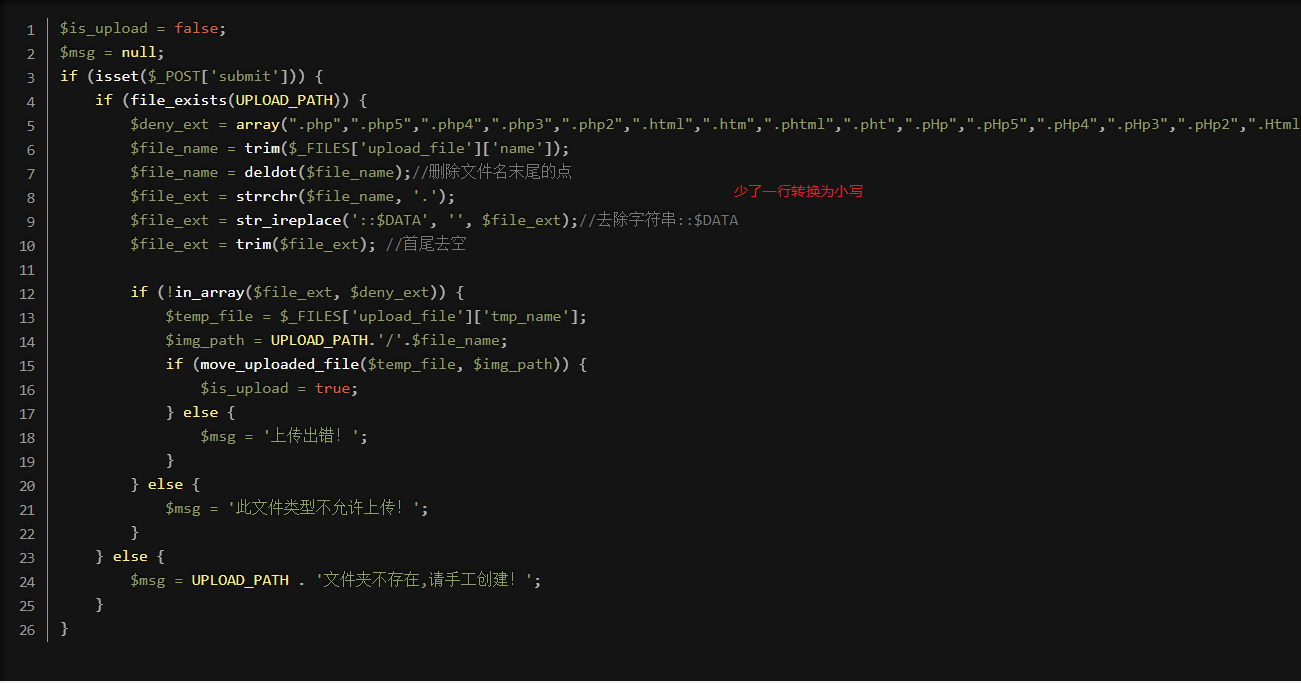 1 $is_upload = false;
2 $msg = null;
3 if (isset($_POST['submit'])) {
4 if (file_exists(UPLOAD_PATH)) {
5 $deny_ext = array(".php",".php5",".php4",".php3",".php2",".html",".htm",".phtml",".pht",".pHp",".pHp5",".pHp4",".pHp3",".pHp2",".Html
6 $file_name = trim($_FILES['upload_file']['name']);
7 $file_name = deldot($file_name);//删除文件名末尾的点
少了一行转换为小写
8 $file_ext = strrchr($file_name, '.');
9 $file_ext = str_ireplace('::$DATA', '', $file_ext);//去除字符串::$DATA
10 $file_ext = trim($file_ext); //首尾去空
11
12 if (!in_array($file_ext, $deny_ext)) {
13 $temp_file = $_FILES['upload_file']['tmp_name'];
14 $img_path = UPLOAD_PATH.'/'.$file_name;
15 if (move_uploaded_file($temp_file, $img_path)) {
16 $is_upload = true;
17 } else {
18 $msg = '上传出错！';
19 }
20 } else {
21 $msg = '此文件类型不允许上传！';
22 }
23 } else {
24 $msg = UPLOAD_PATH . '文件夹不存在,请手工创建！';
25 }
26 }